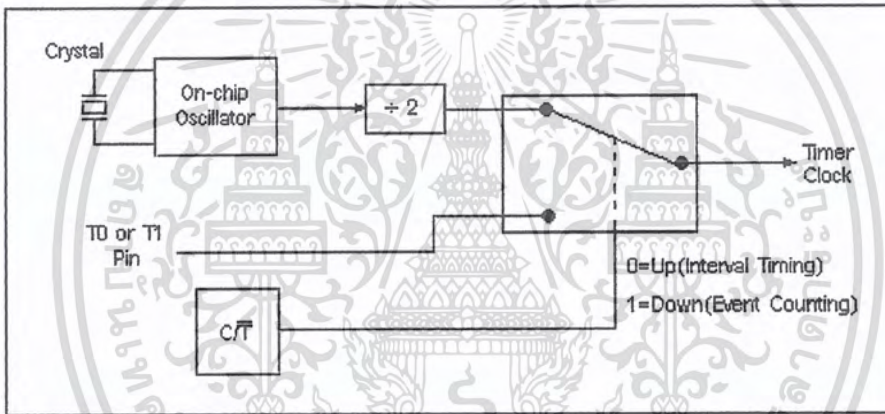 Crystal
On-chip
Oscillator
÷ 2
Timer
Clock
T0 or T1
Pin
0=Up(Interval Timing)
1=Down(Event Counting)
C/T̅